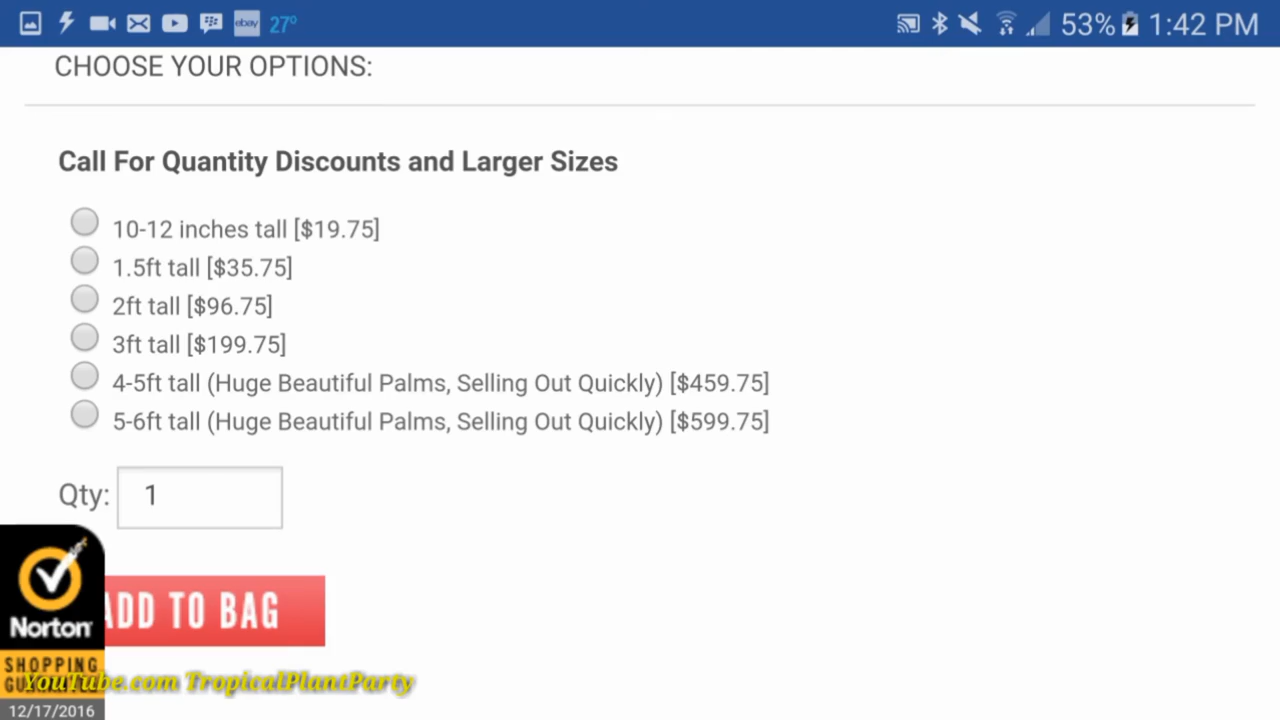 ebay 27° 53% 1:42 PM
CHOOSE YOUR OPTIONS:
Call For Quantity Discounts and Larger Sizes
10-12 inches tall [$19.75]
1.5ft tall [$35.75]
2ft tall [$96.75]
3ft tall [$199.75]
4-5ft tall (Huge Beautiful Palms, Selling Out Quickly) [$459.75]
5-6ft tall (Huge Beautiful Palms, Selling Out Quickly) [$599.75]
Qty: 1
ADD TO BAG
Norton
SHOPPING
YouTube.com TropicalPlantParty
12/17/2016